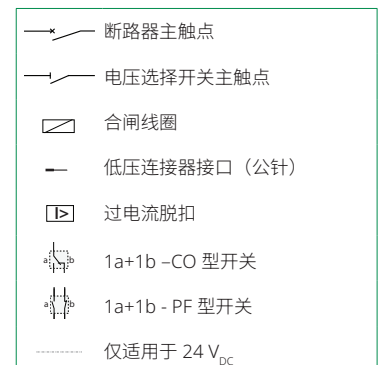 断路器主触点
电压选择开关主触点
合闸线圈
低压连接器接口（公针）
I> 过电流脱扣
a b 1a+1b –CO 型开关
a b 1a+1b - PF 型开关
仅适用于 24 VDC